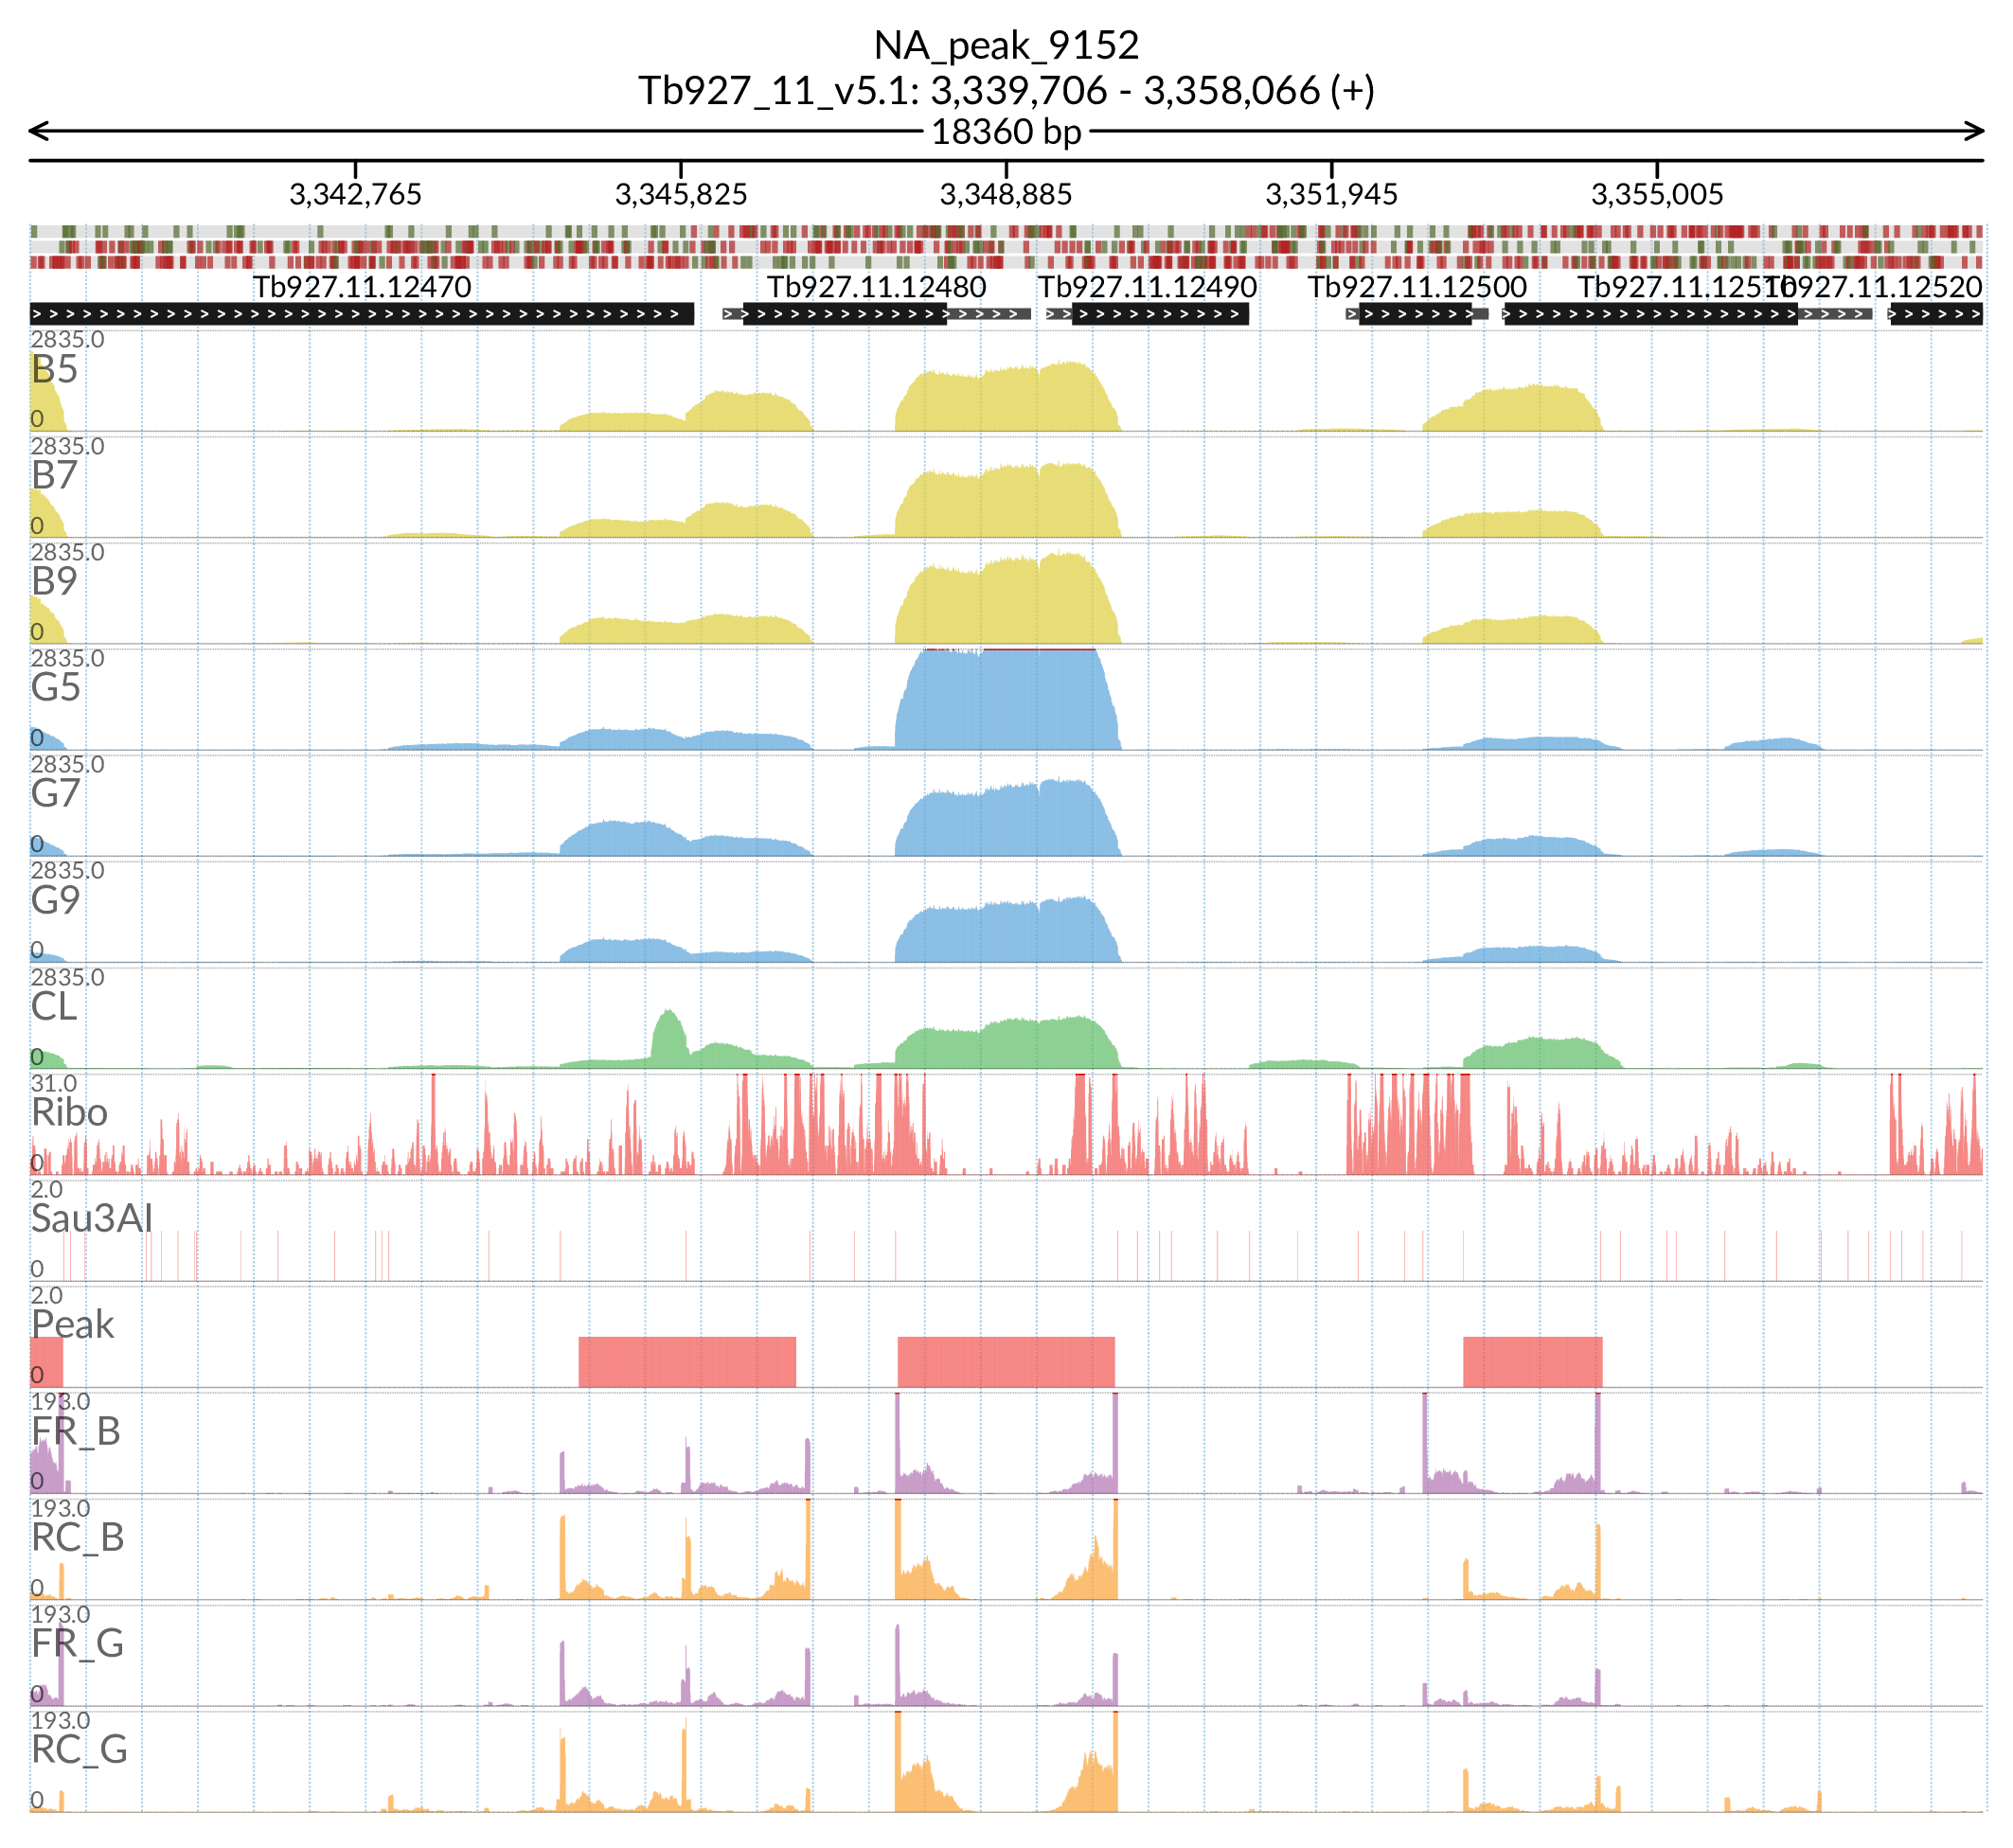 NA_peak_9152
Tb927_11_v5.1: 3,339,706 - 3,358,066 (+)
18360 bp
3,342,765 3,345,825 3,348,885 3,351,945 3,355,005
Tb927.11.12470 Tb927.11.12480 Tb927.11.12490 Tb927.11.12500 Tb927.11.12510 Tb927.11.12520
2835.0
B5
0
2835.0
B7
0
2835.0
B9
0
2835.0
G5
0
2835.0
G7
0
2835.0
G9
0
2835.0
CL
0
31.0
Ribo
0
2.0
Sau3AI
0
2.0
Peak
0
193.0
FR_B
0
193.0
RC_B
0
193.0
FR_G
0
193.0
RC_G
0